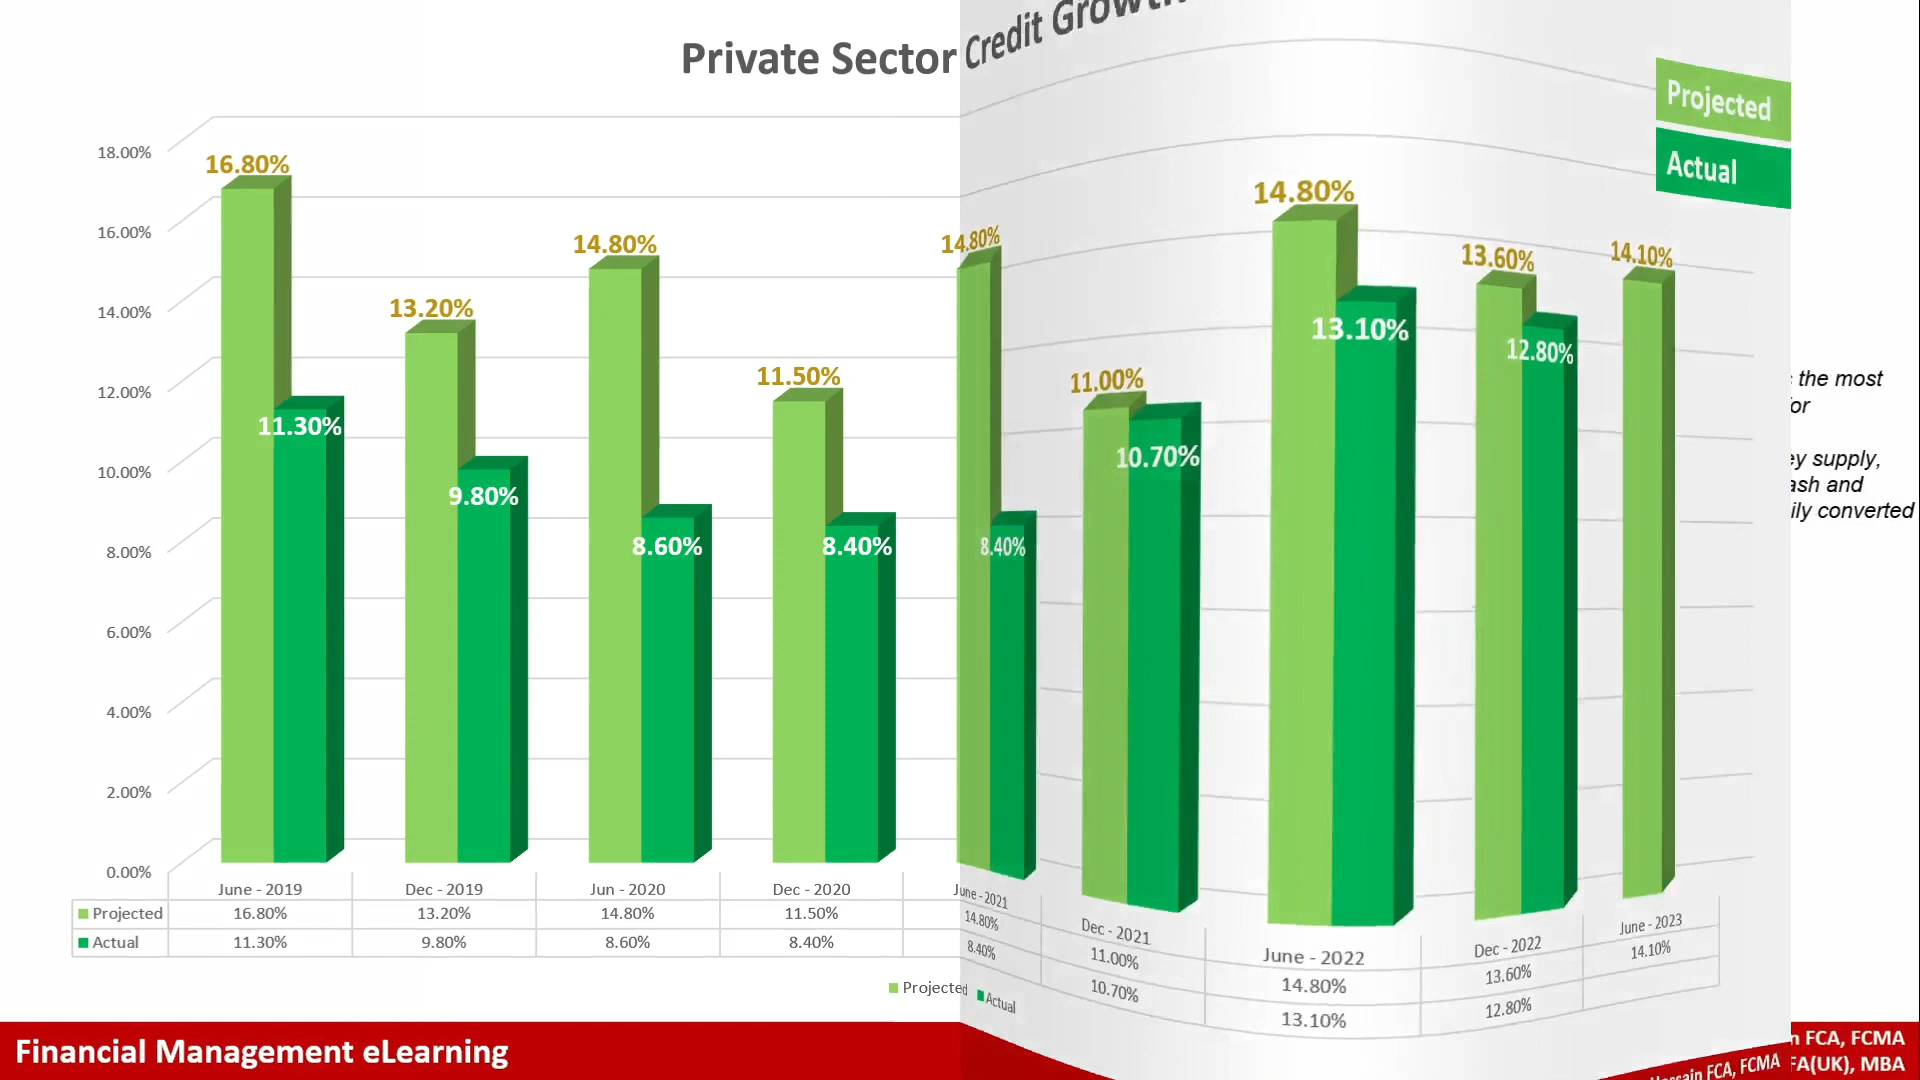 Private Sector Credit Growth
Projected
Actual
18.00%
16.00%
14.00%
12.00%
10.00%
8.00%
6.00%
4.00%
2.00%
0.00%
16.80%
11.30%
13.20%
9.80%
14.80%
8.60%
11.50%
8.40%
14.80%
8.40%
11.00%
10.70%
14.80%
13.10%
13.60%
12.80%
14.10%
June - 2019 Dec - 2019 Jun - 2020 Dec - 2020 June - 2021 Dec - 2021 June - 2022 Dec - 2022 June - 2023
Projected 16.80% 13.20% 14.80% 11.50% 14.80% 11.00% 14.80% 13.60% 14.10%
Actual 11.30% 9.80% 8.60% 8.40% 8.40% 10.70% 13.10% 12.80%
Projected Actual
the most
or
supply,
and
converted
Financial Management eLearning
FCA, FCMA
FCA, FCMA
FA(UK), MBA